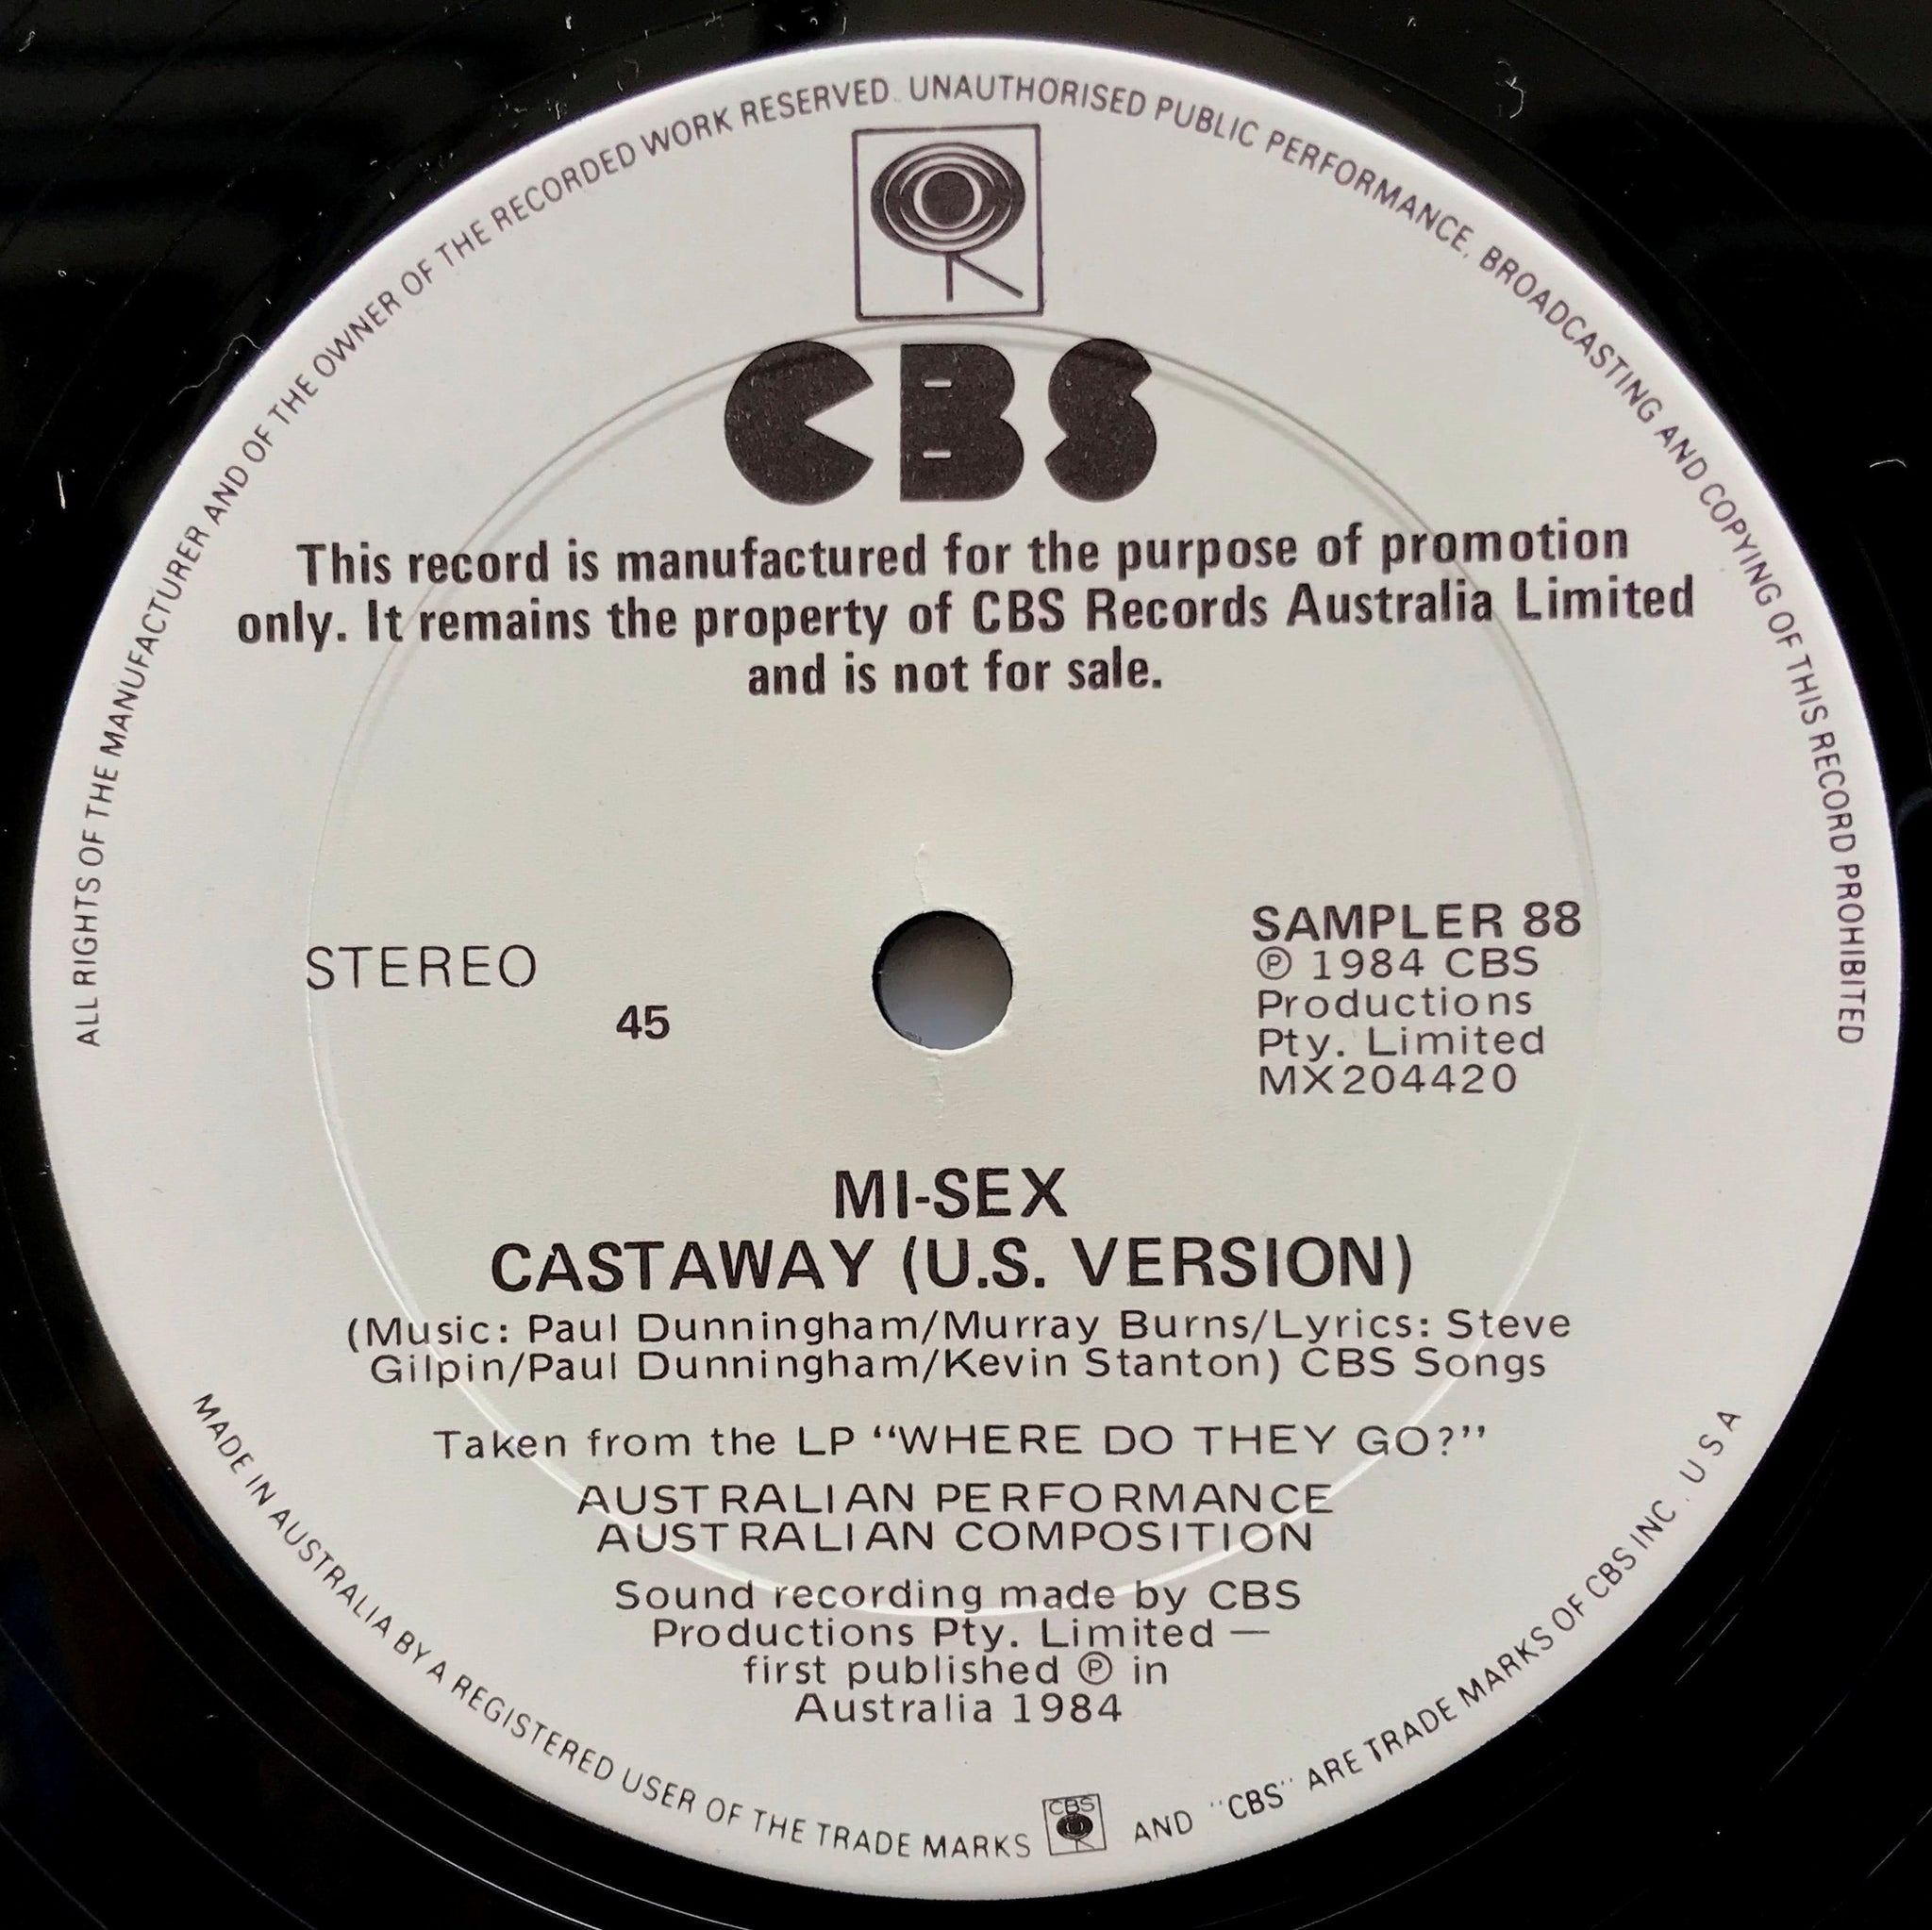 ALL RIGHTS OF THE MANUFACTURER AND OF THE OWNER OF THE RECORDED WORK RESERVED. UNAUTHORISED PUBLIC PERFORMANCE, BROADCASTING AND COPYING OF THIS RECORD PROHIBITED
CBS
This record is manufactured for the purpose of promotion
only. It remains the property of CBS Records Australia Limited
and is not for sale.
STEREO
45
SAMPLER 88
℗ 1984 CBS
Productions
Pty. Limited
MX204420
MI-SEX
CASTAWAY (U.S. VERSION)
(Music: Paul Dunningham/Murray Burns/Lyrics: Steve
Gilpin/Paul Dunningham/Kevin Stanton) CBS Songs
Taken from the LP “WHERE DO THEY GO?”
AUSTRALIAN PERFORMANCE
AUSTRALIAN COMPOSITION
Sound recording made by CBS
Productions Pty. Limited —
first published ℗ in
Australia 1984
MADE IN AUSTRALIA BY A REGISTERED USER OF THE TRADE MARKS CBS AND "CBS" ARE TRADE MARKS OF CBS INC. U S A